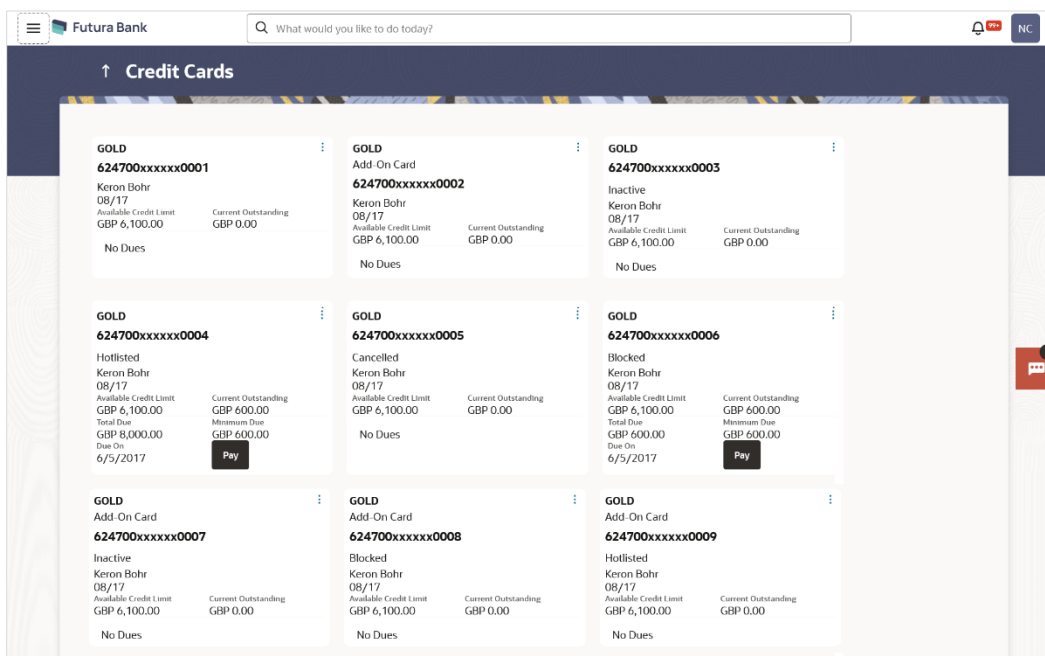 Futura Bank
What would you like to do today?
99+
NC
↑ Credit Cards
GOLD
624700xxxxxx0001
Keron Bohr
08/17
Available Credit Limit Current Outstanding
GBP 6,100.00 GBP 0.00
No Dues
GOLD
Add-On Card
624700xxxxxx0002
Keron Bohr
08/17
Available Credit Limit Current Outstanding
GBP 6,100.00 GBP 0.00
No Dues
GOLD
624700xxxxxx0003
Inactive
Keron Bohr
08/17
Available Credit Limit Current Outstanding
GBP 6,100.00 GBP 0.00
No Dues
GOLD
624700xxxxxx0004
Hotlisted
Keron Bohr
08/17
Available Credit Limit Current Outstanding
GBP 6,100.00 GBP 600.00
Total Due Minimum Due
GBP 8,000.00 GBP 600.00
Due On
6/5/2017 Pay
GOLD
624700xxxxxx0005
Cancelled
Keron Bohr
08/17
Available Credit Limit Current Outstanding
GBP 6,100.00 GBP 0.00
No Dues
GOLD
624700xxxxxx0006
Blocked
Keron Bohr
08/17
Available Credit Limit Current Outstanding
GBP 6,100.00 GBP 600.00
Total Due Minimum Due
GBP 600.00 GBP 600.00
Due On
6/5/2017 Pay
GOLD
Add-On Card
624700xxxxxx0007
Inactive
Keron Bohr
08/17
Available Credit Limit Current Outstanding
GBP 6,100.00 GBP 0.00
No Dues
GOLD
Add-On Card
624700xxxxxx0008
Blocked
Keron Bohr
08/17
Available Credit Limit Current Outstanding
GBP 6,100.00 GBP 0.00
No Dues
GOLD
Add-On Card
624700xxxxxx0009
Hotlisted
Keron Bohr
08/17
Available Credit Limit Current Outstanding
GBP 6,100.00 GBP 0.00
No Dues